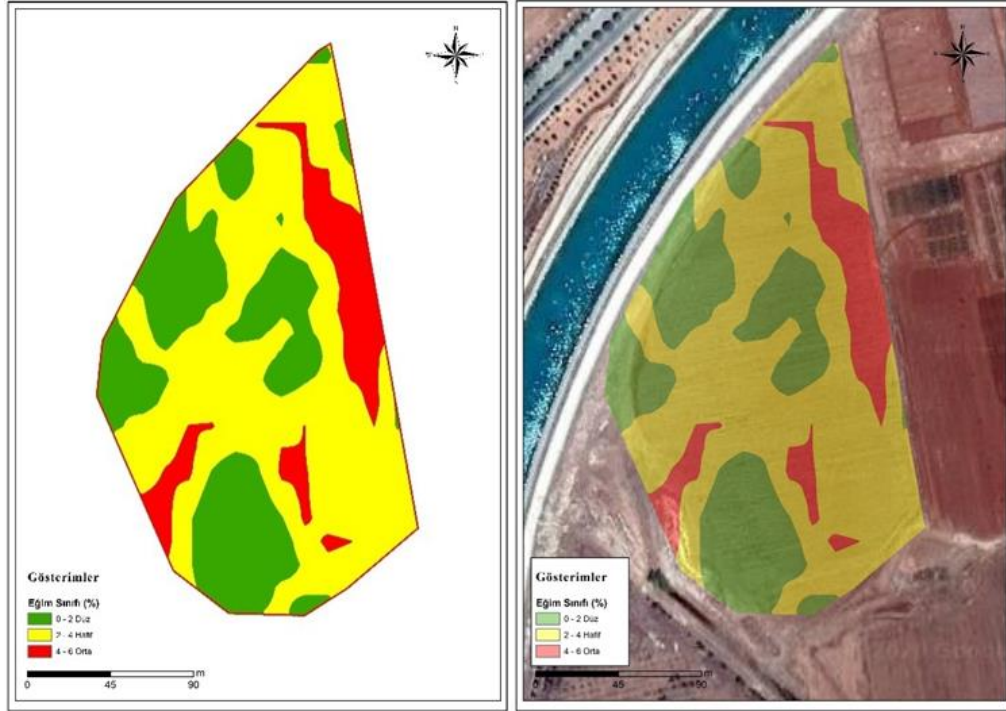 N
Gösterimler
Eğim Sınıfı (%)
0 - 2 Düz
2 - 4 Hafif
4 - 6 Orta
m
0 45 90
N
Gösterimler
Eğim Sınıfı (%)
0 - 2 Düz
2 - 4 Hafif
4 - 6 Orta
m
0 45 90